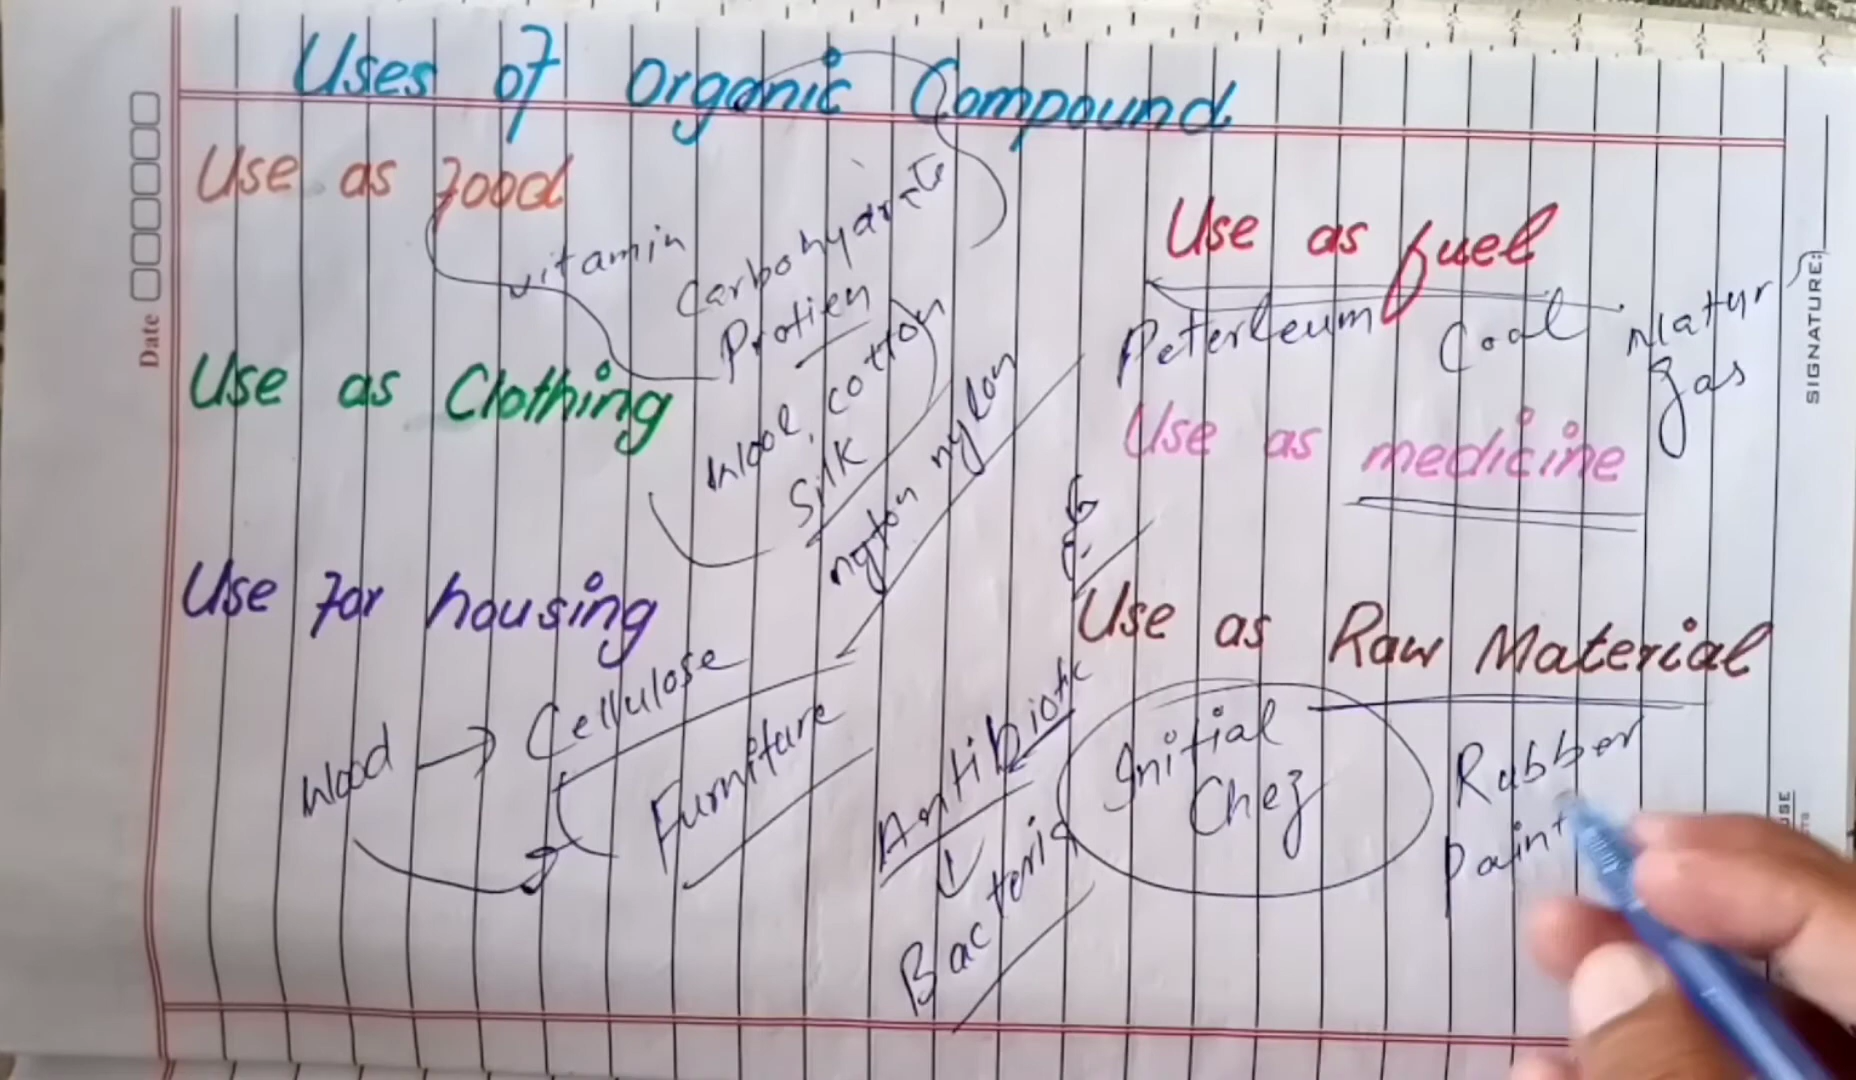 Uses of organic Compound
Use as food
vitamin
Carbohydrate
Protien
Use as Clothing
Wool, cotton
Silk
nylon
Use for housing
Wood → Cellulose
Furniture
Use as fuel
Peterleum Coal Natur
gas
Use as medicine
Antibiotic
Bacteria
Use as Raw Material
Initial
Chez
Rubber
Paint
Date
SIGNATURE: